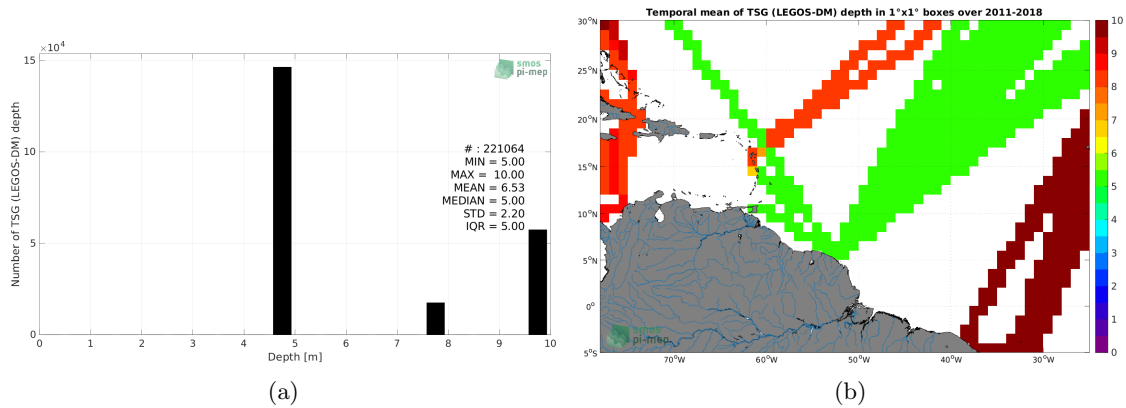 ×10⁴
15
10
5
0
0 1 2 3 4 5 6 7 8 9 10
Number of TSG (LEGOS-DM) depth
Depth [m]
smos
pi-mep
# : 221064
MIN = 5.00
MAX = 10.00
MEAN = 6.53
MEDIAN = 5.00
STD = 2.20
IQR = 5.00
(a)
Temporal mean of TSG (LEGOS-DM) depth in 1°x1° boxes over 2011-2018
30°N
25°N
20°N
15°N
10°N
5°N
0°
5°S
70°W 60°W 50°W 40°W 30°W
smos
pi-mep
10
9
8
7
6
5
4
3
2
1
0
(b)